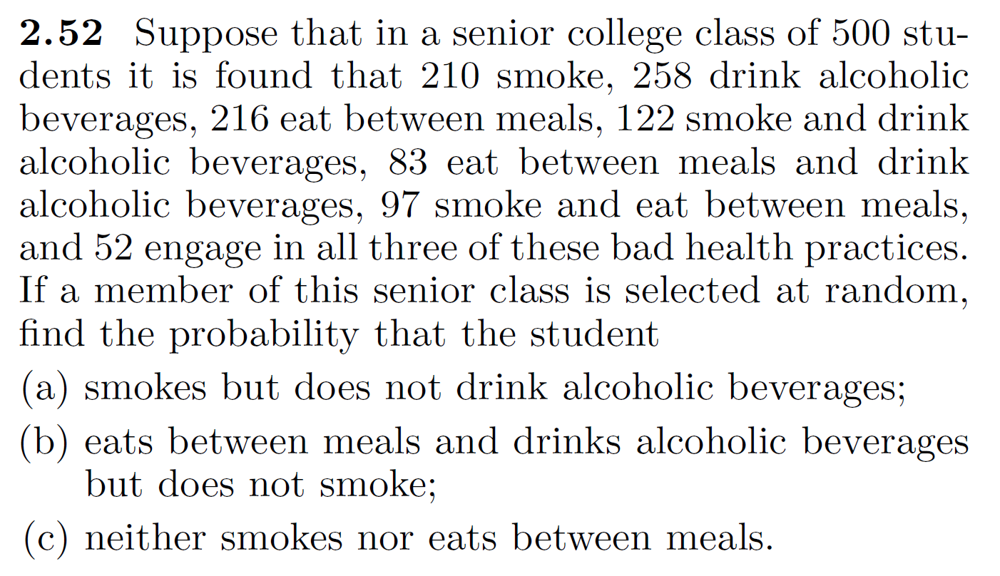 2.52 Suppose that in a senior college class of 500 stu-
dents it is found that 210 smoke, 258 drink alcoholic
beverages, 216 eat between meals, 122 smoke and drink
alcoholic beverages, 83 eat between meals and drink
alcoholic beverages, 97 smoke and eat between meals,
and 52 engage in all three of these bad health practices.
If a member of this senior class is selected at random,
find the probability that the student
(a) smokes but does not drink alcoholic beverages;
(b) eats between meals and drinks alcoholic beverages
but does not smoke;
(c) neither smokes nor eats between meals.